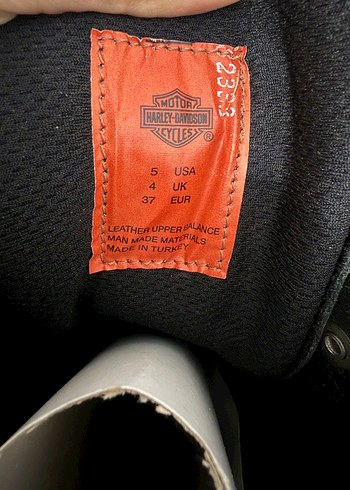 MOTOR
HARLEY-DAVIDSON
CYCLES
®
5 USA
4 UK
37 EUR
LEATHER UPPER BALANCE
MAN MADE MATERIALS
MADE IN TURKEY